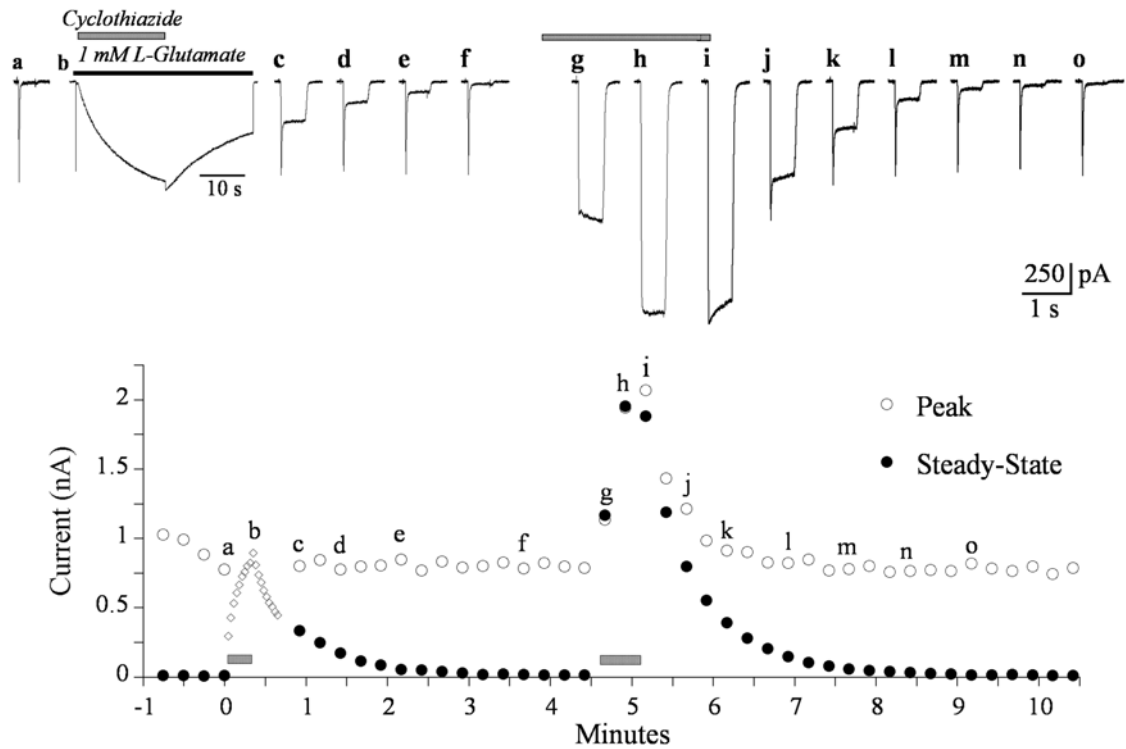 Cyclothiazide
1 mM L-Glutamate
a b c d e f g h i j k l m n o
10 s
250 pA
1 s
2
1.5
1
0.5
0
Current (nA)
a b c d e f g h i j k l m n o
Peak
Steady-State
-1 0 1 2 3 4 5 6 7 8 9 10
Minutes